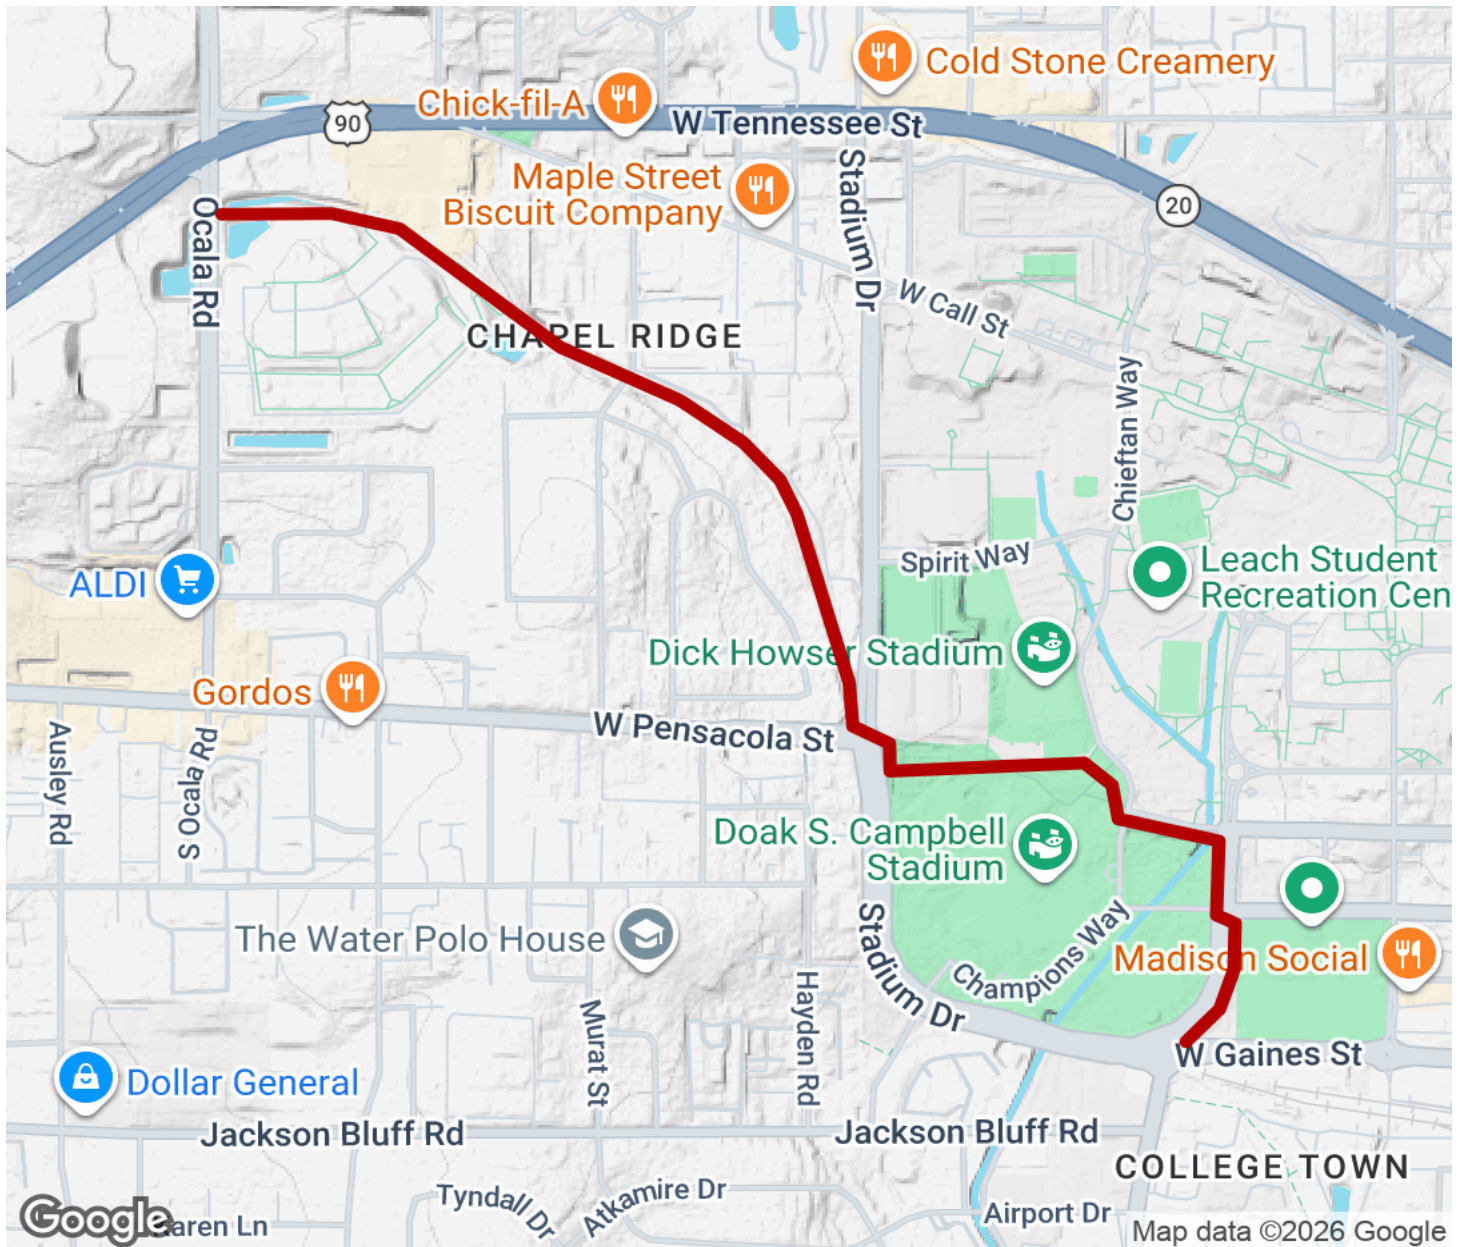 Cold Stone Creamery
Chick-fil-A
90
W Tennessee St
Stadium Dr
Maple Street
Biscuit Company
20
Ocala Rd
W Call St
CHAPEL RIDGE
Chieftan Way
Spirit Way
Leach Student
Recreation Cen
ALDI
Dick Howser Stadium
Gordos
W Pensacola St
Ausley Rd
S Ocala Rd
Doak S. Campbell
Stadium
The Water Polo House
Stadium Dr
Champions Way
Madison Social
Murat St
Hayden Rd
W Gaines St
Dollar General
Jackson Bluff Rd
Jackson Bluff Rd
COLLEGE TOWN
Tyndall Dr
Atkamire Dr
Airport Dr
Google
Karen Ln
Map data ©2026 Google